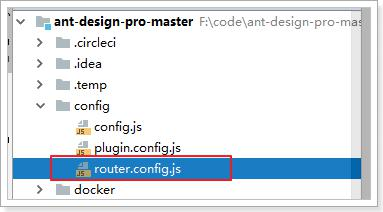 ant-design-pro-master F:\code\ant-design-pro-mas
.circleci
.idea
.temp
config
config.js
plugin.config.js
router.config.js
docker